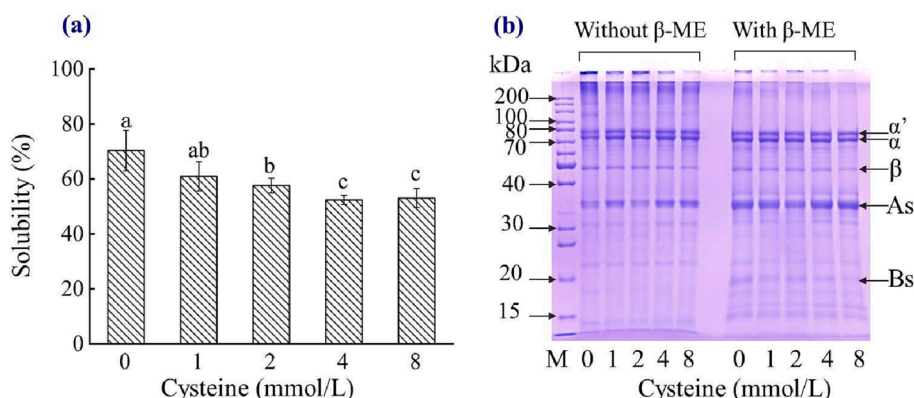 (a)
100
80
60
40
20
0
Solubility (%)
a
ab
b
c
c
0 1 2 4 8
Cysteine (mmol/L)
(b)
Without β-ME With β-ME
kDa
200
100
80
70
40
30
20
15
α'
α
β
As
Bs
M 0 1 2 4 8 0 1 2 4 8
Cysteine (mmol/L)